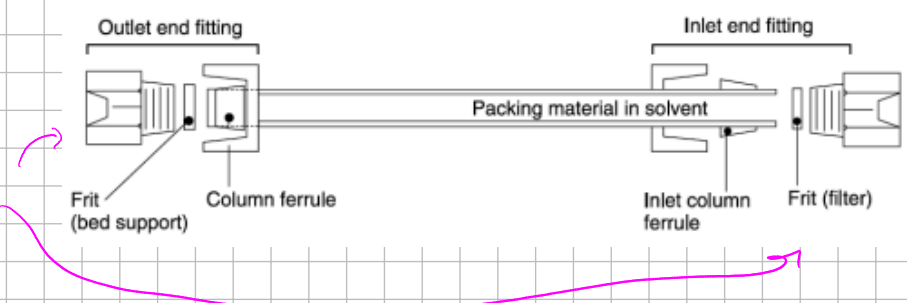 Outlet end fitting
Inlet end fitting
Packing material in solvent
Frit
(bed support)
Column ferrule
Inlet column
ferrule
Frit (filter)